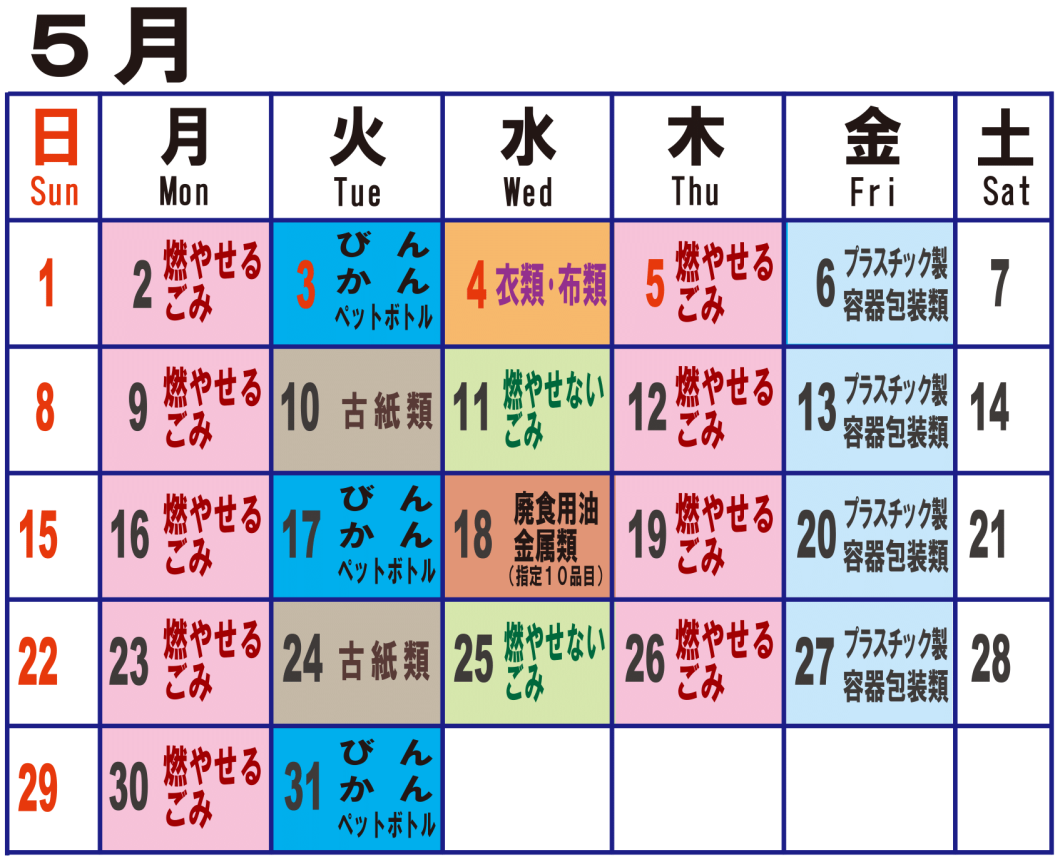 5月
日 月 火 水 木 金 土
Sun Mon Tue Wed Thu Fri Sat
1
2 燃やせる
ごみ
3 びん
かん
ペットボトル
4 衣類・布類
5 燃やせる
ごみ
6 プラスチック製
容器包装類
7
8
9 燃やせる
ごみ
10 古紙類
11 燃やせない
ごみ
12 燃やせる
ごみ
13 プラスチック製
容器包装類
14
15
16 燃やせる
ごみ
17 びん
かん
ペットボトル
18 廃食用油
金属類
(指定10品目)
19 燃やせる
ごみ
20 プラスチック製
容器包装類
21
22
23 燃やせる
ごみ
24 古紙類
25 燃やせない
ごみ
26 燃やせる
ごみ
27 プラスチック製
容器包装類
28
29
30 燃やせる
ごみ
31 びん
かん
ペットボトル